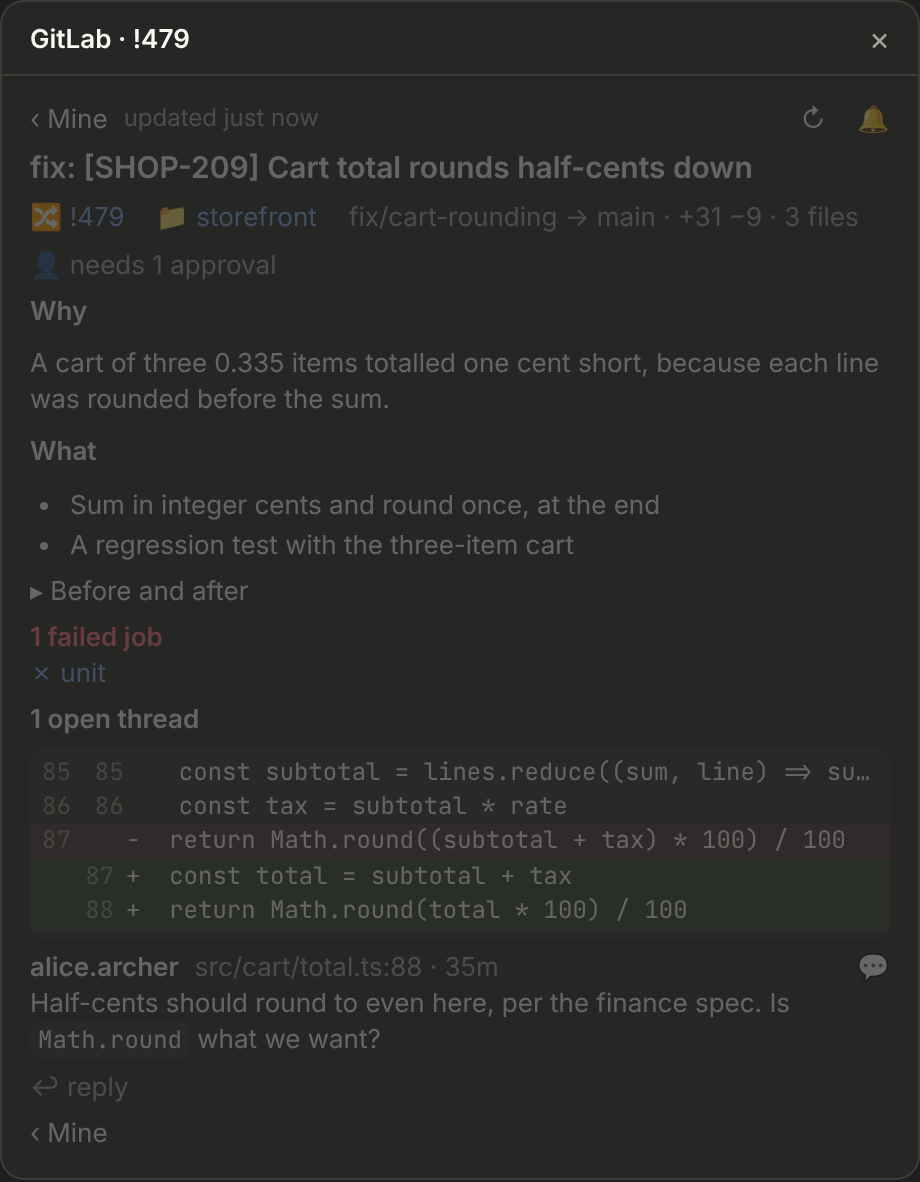 GitLab · !479 ×
‹ Mine updated just now
fix: [SHOP-209] Cart total rounds half-cents down
!479 storefront fix/cart-rounding → main · +31 −9 · 3 files
needs 1 approval
Why
A cart of three 0.335 items totalled one cent short, because each line
was rounded before the sum.
What
• Sum in integer cents and round once, at the end
• A regression test with the three-item cart
▸ Before and after
1 failed job
× unit
1 open thread
85 85 const subtotal = lines.reduce((sum, line) => su…
86 86 const tax = subtotal * rate
87 - return Math.round((subtotal + tax) * 100) / 100
87 + const total = subtotal + tax
88 + return Math.round(total * 100) / 100
alice.archer src/cart/total.ts:88 · 35m
Half-cents should round to even here, per the finance spec. Is
Math.round what we want?
↩ reply
‹ Mine